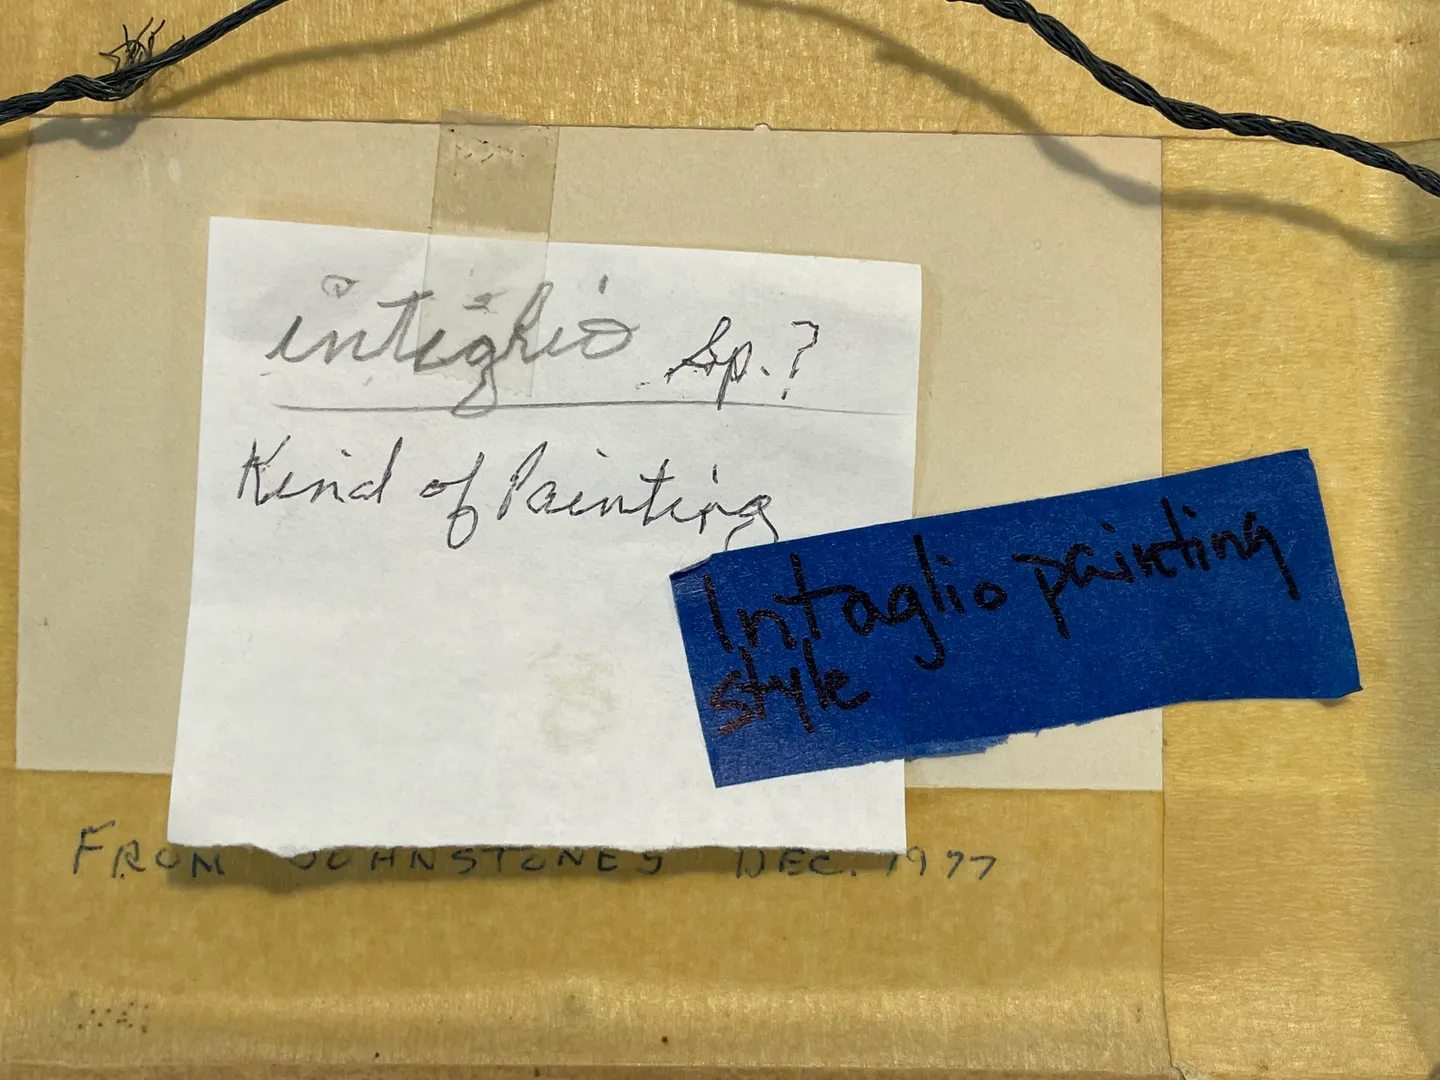 intighio Sp.?
Kind of Painting
Intaglio painting
style
FROM JOHNSTONES DEC. 1977